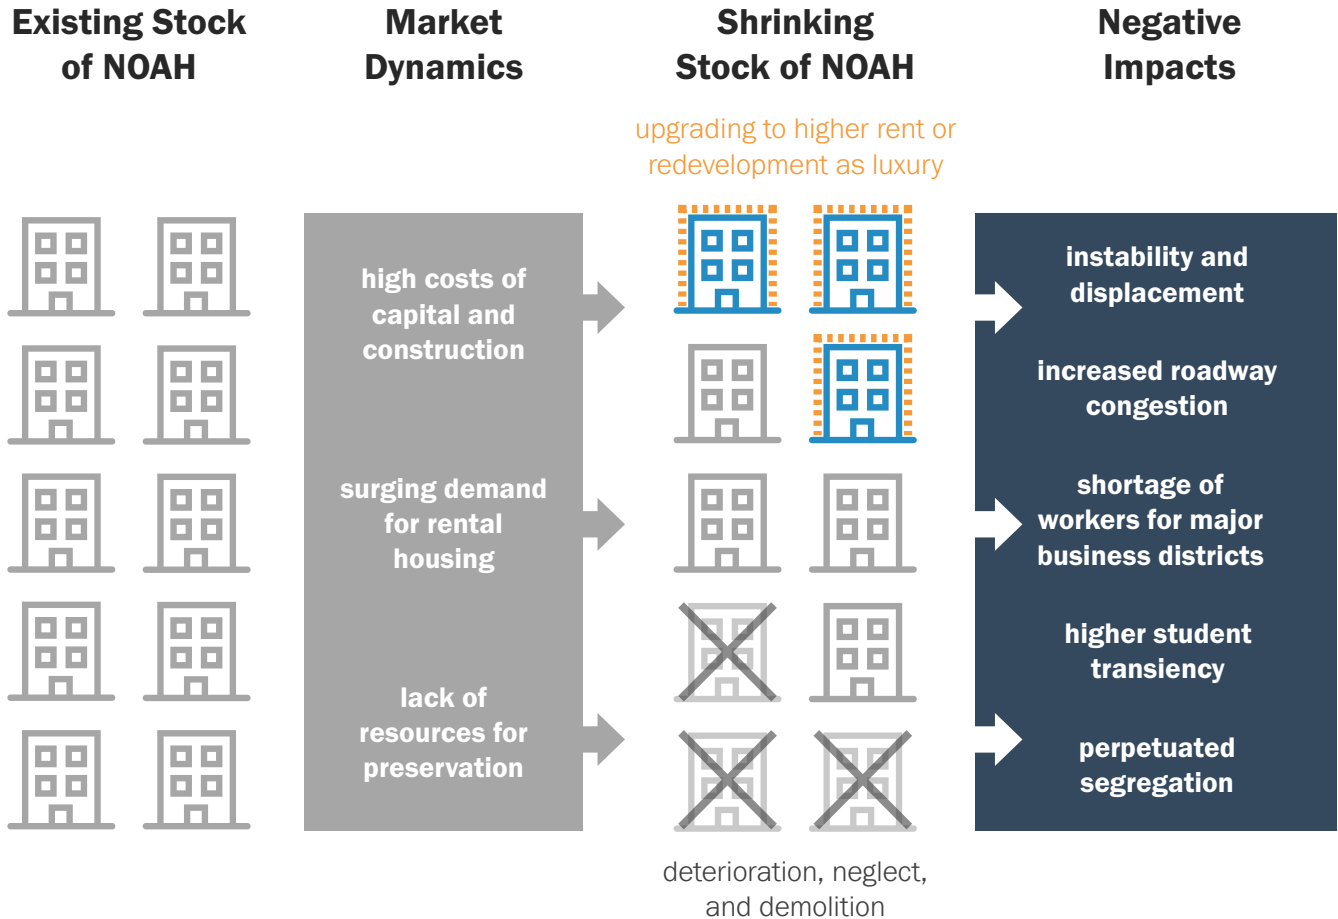 Existing Stock
of NOAH
Market
Dynamics
Shrinking
Stock of NOAH
Negative
Impacts
upgrading to higher rent or
redevelopment as luxury
high costs of
capital and
construction
surging demand
for rental
housing
lack of
resources for
preservation
instability and
displacement
increased roadway
congestion
shortage of
workers for major
business districts
higher student
transiency
perpetuated
segregation
deterioration, neglect,
and demolition